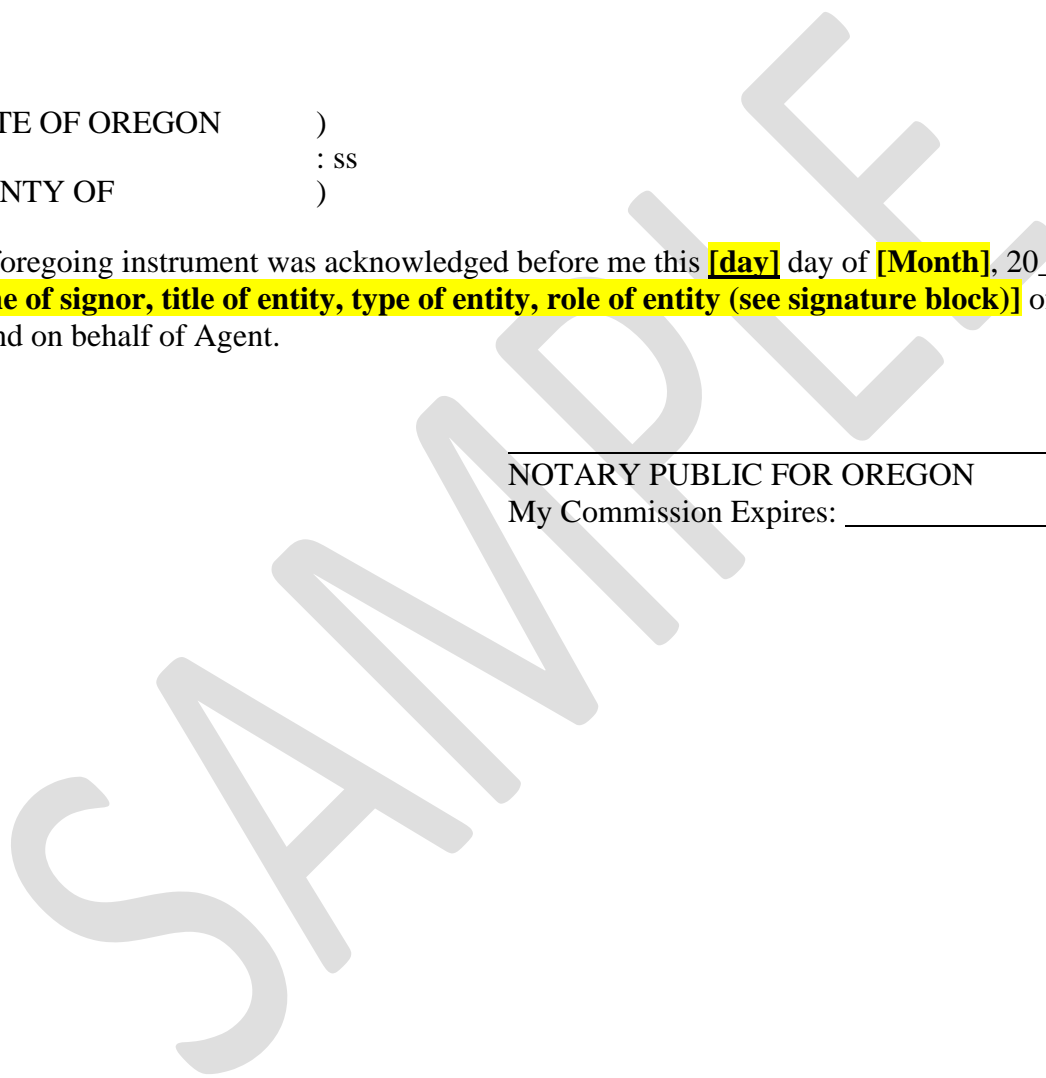 TE OF OREGON )
: ss
NTY OF )
foregoing instrument was acknowledged before me this [day] day of [Month], 20_
e of signor, title of entity, type of entity, role of entity (see signature block)] o
nd on behalf of Agent.
NOTARY PUBLIC FOR OREGON
My Commission Expires:
SAMPLE